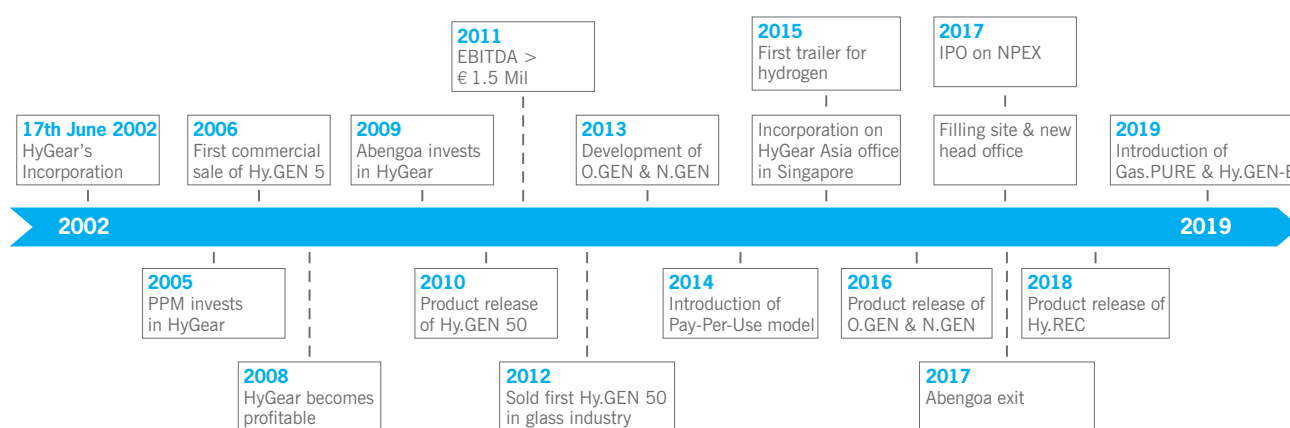 2011
EBITDA >
€ 1.5 Mil
2015
First trailer for
hydrogen
2017
IPO on NPEX
17th June 2002
HyGear's
Incorporation
2006
First commercial
sale of Hy.GEN 5
2009
Abengoa invests
in HyGear
2013
Development of
O.GEN & N.GEN
Incorporation on
HyGear Asia office
in Singapore
Filling site & new
head office
2019
Introduction of
Gas.PURE & Hy.GEN-E
2002
2019
2005
PPM invests
in HyGear
2010
Product release
of Hy.GEN 50
2014
Introduction of
Pay-Per-Use model
2016
Product release of
O.GEN & N.GEN
2018
Product release of
Hy.REC
2008
HyGear becomes
profitable
2012
Sold first Hy.GEN 50
in glass industry
2017
Abengoa exit